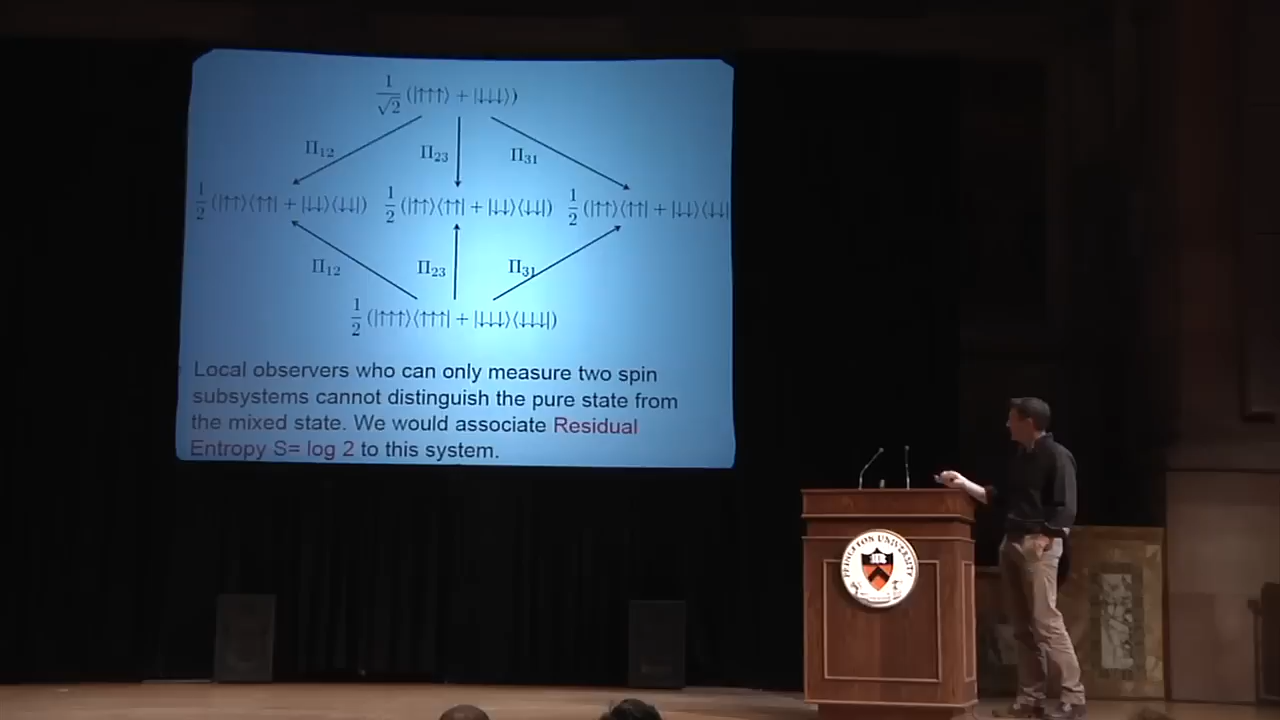 1/√2 (|↑↑↑⟩ + |↓↓↓⟩)
Π12 Π23 Π31
1/2 (|↑↑⟩⟨↑↑| + |↓↓⟩⟨↓↓|) 1/2 (|↑↑⟩⟨↑↑| + |↓↓⟩⟨↓↓|) 1/2 (|↑↑⟩⟨↑↑| + |↓↓⟩⟨↓↓|
Π12 Π23 Π31
1/2 (|↑↑↑⟩⟨↑↑↑| + |↓↓↓⟩⟨↓↓↓|)
Local observers who can only measure two spin
subsystems cannot distinguish the pure state from
the mixed state. We would associate Residual
Entropy S= log 2 to this system.
PRINCETON UNIVERSITY